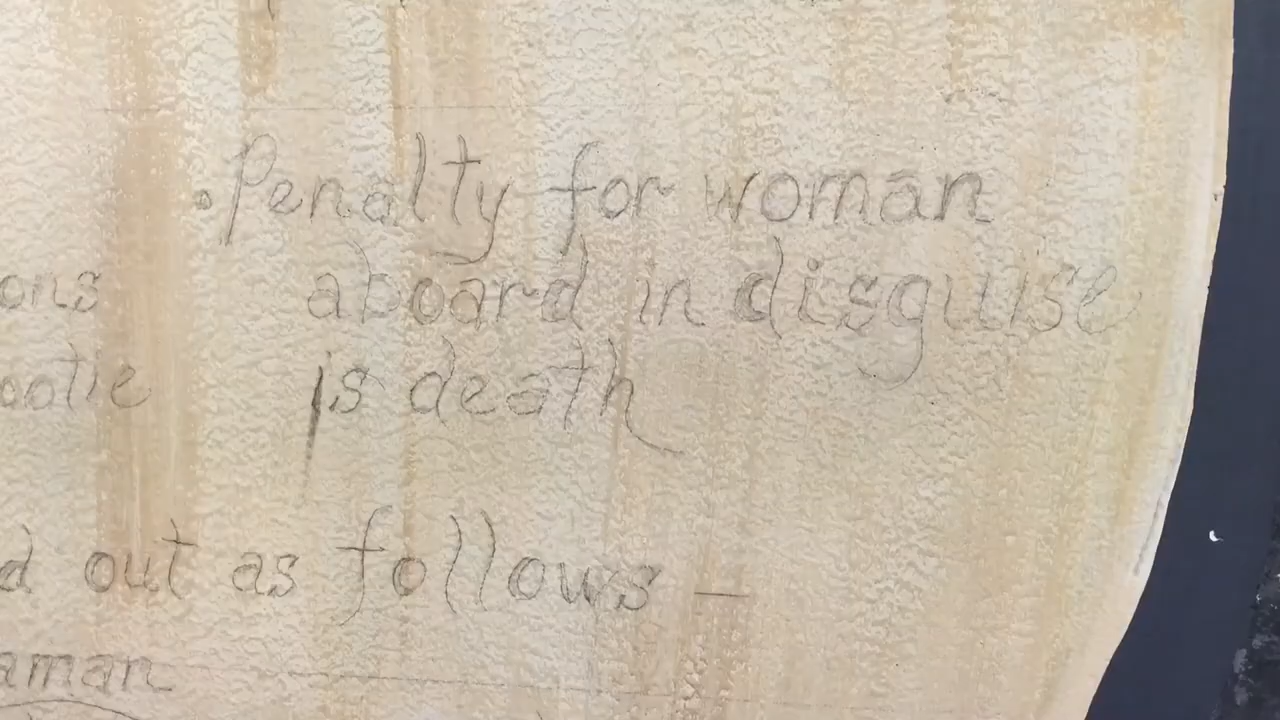 Penalty for woman
ons aboard in disguise
ootie is death
d out as follows —
aman